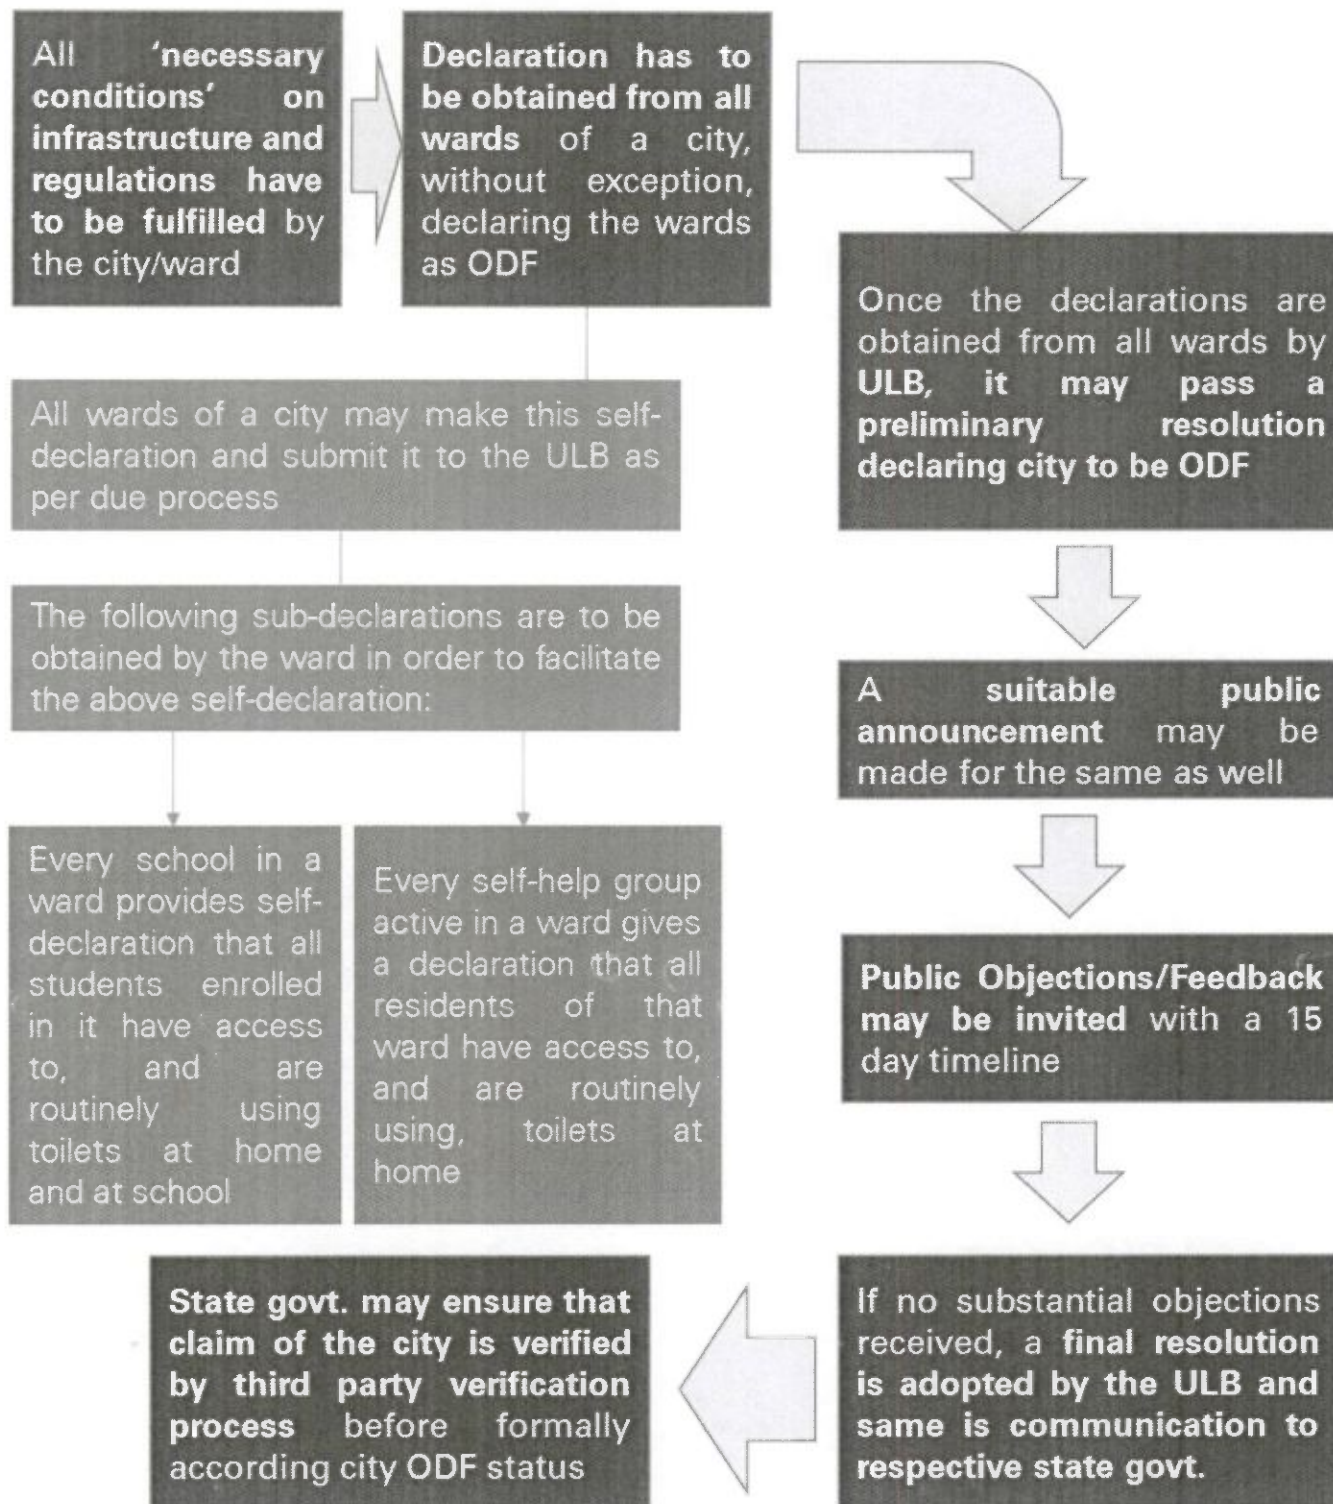 All 'necessary
conditions' on
infrastructure and
regulations have
to be fulfilled by
the city/ward
Declaration has to
be obtained from all
wards of a city,
without exception,
declaring the wards
as ODF
All wards of a city may make this self-
declaration and submit it to the ULB as
per due process
The following sub-declarations are to be
obtained by the ward in order to facilitate
the above self-declaration:
Every school in a
ward provides self-
declaration that all
students enrolled
in it have access
to, and are
routinely using
toilets at home
and at school
Every self-help group
active in a ward gives
a declaration that all
residents of that
ward have access to,
and are routinely
using, toilets at
home
Once the declarations are
obtained from all wards by
ULB, it may pass a
preliminary resolution
declaring city to be ODF
A suitable public
announcement may be
made for the same as well
Public Objections/Feedback
may be invited with a 15
day timeline
If no substantial objections
received, a final resolution
is adopted by the ULB and
same is communication to
respective state govt.
State govt. may ensure that
claim of the city is verified
by third party verification
process before formally
according city ODF status